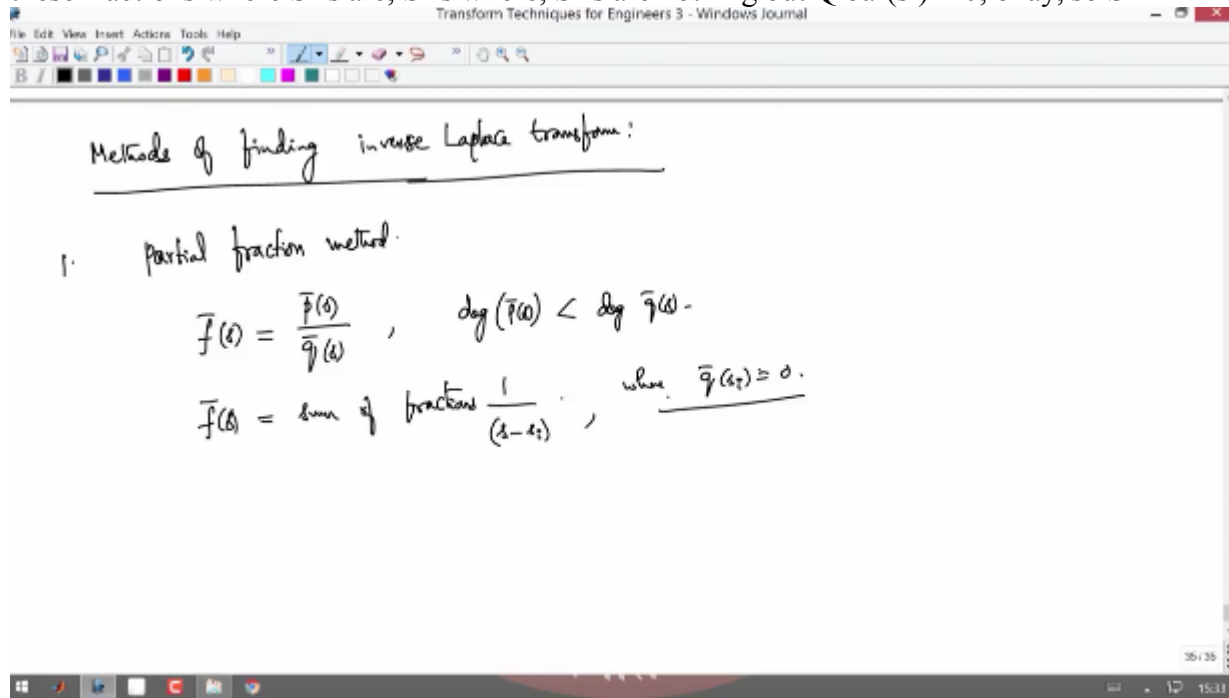 Transform Techniques for Engineers 3 - Windows Journal
File Edit View Insert Actions Tools Help
B I
Methods of finding inverse Laplace transform:
1. Partial fraction method.
f̄(s) = p̄(s) / q̄(s) , deg (p̄(s)) < deg q̄(s).
f̄(s) = sum of fractions 1 / (s-sᵢ) , where q̄(sᵢ) = 0.
35 / 35
15:33